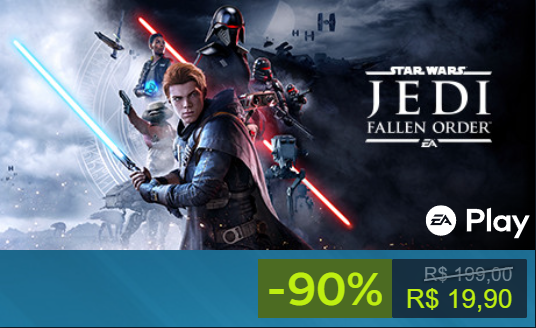 STAR WARS
JEDI
FALLEN ORDER
EA
EA Play
-90%
R$ 199,00
R$ 19,90